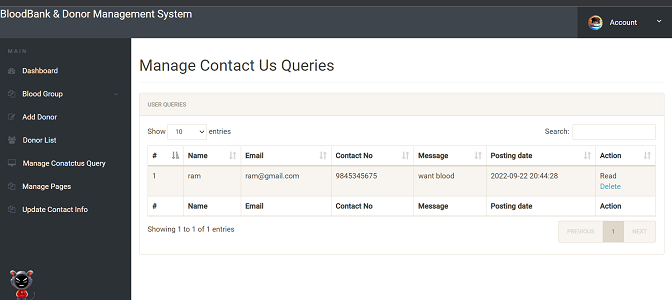 BloodBank & Donor Management System
Account
MAIN
Dashboard
Blood Group
Add Donor
Donor List
Manage Conatctus Query
Manage Pages
Update Contact Info
Manage Contact Us Queries
USER QUERIES
Show 10 entries Search:
# Name Email Contact No Message Posting date Action
1 ram ram@gmail.com 9845345675 want blood 2022-09-22 20:44:28 Read
Delete
# Name Email Contact No Message Posting date Action
Showing 1 to 1 of 1 entries
PREVIOUS 1 NEXT